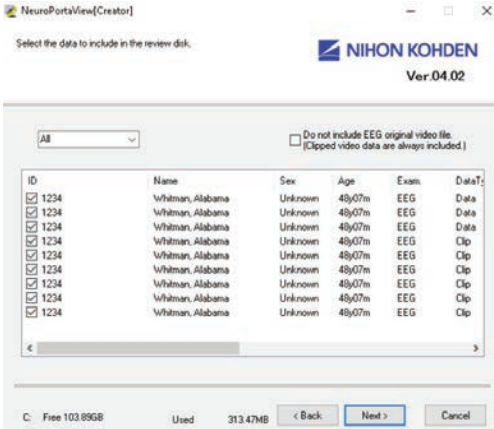 NeuroPortaView[Creator]
Select the data to include in the review disk.
NIHON KOHDEN
Ver.04.02
All
Do not include EEG original video file.
(Clipped video data are always included.)
ID Name Sex Age Exam. DataTy
1234 Whitman, Alabama Unknown 48y07m EEG Data
1234 Whitman, Alabama Unknown 48y07m EEG Data
1234 Whitman, Alabama Unknown 48y07m EEG Data
1234 Whitman, Alabama Unknown 48y07m EEG Clip
1234 Whitman, Alabama Unknown 48y07m EEG Clip
1234 Whitman, Alabama Unknown 48y07m EEG Clip
1234 Whitman, Alabama Unknown 48y07m EEG Clip
1234 Whitman, Alabama Unknown 48y07m EEG Clip
1234 Whitman, Alabama Unknown 48y07m EEG Clip
C: Free 103.89GB Used 313.47MB < Back Next > Cancel